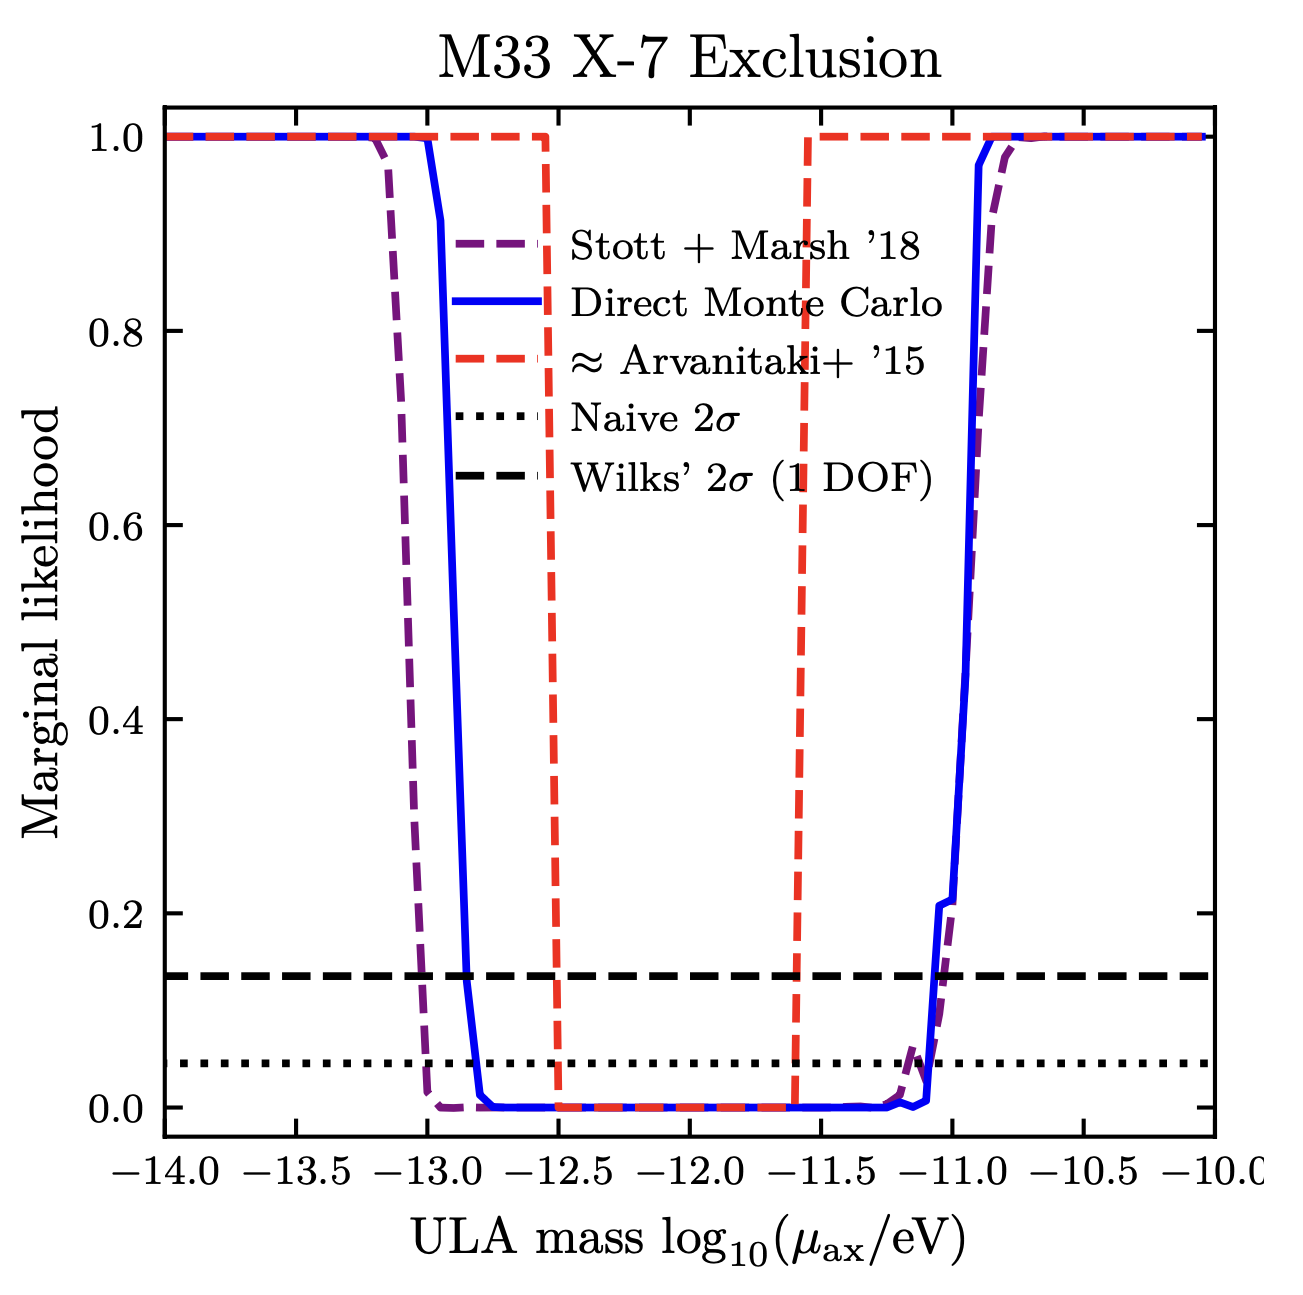 M33 X-7 Exclusion
1.0
0.8
0.6
0.4
0.2
0.0
Marginal likelihood
Stott + Marsh ’18
Direct Monte Carlo
≈ Arvanitaki+ ’15
Naive 2σ
Wilks’ 2σ (1 DOF)
−14.0 −13.5 −13.0 −12.5 −12.0 −11.5 −11.0 −10.5 −10.0
ULA mass log₁₀(μₐₓ/eV)